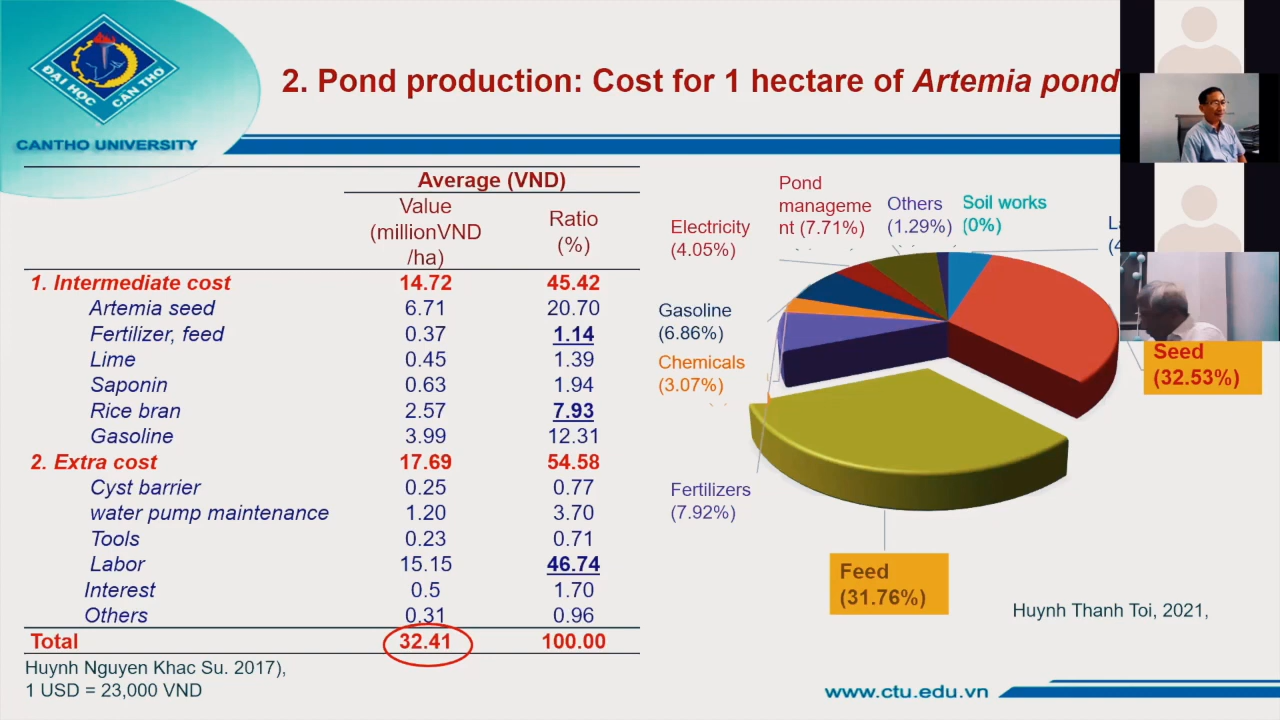 ĐẠI HỌC CẦN THƠ
CANTHO UNIVERSITY
2. Pond production: Cost for 1 hectare of Artemia pond
Average (VND)
Value (millionVND /ha) Ratio (%)
1. Intermediate cost 14.72 45.42
Artemia seed 6.71 20.70
Fertilizer, feed 0.37 1.14
Lime 0.45 1.39
Saponin 0.63 1.94
Rice bran 2.57 7.93
Gasoline 3.99 12.31
2. Extra cost 17.69 54.58
Cyst barrier 0.25 0.77
water pump maintenance 1.20 3.70
Tools 0.23 0.71
Labor 15.15 46.74
Interest 0.5 1.70
Others 0.31 0.96
Total 32.41 100.00
Huynh Nguyen Khac Su. 2017),
1 USD = 23,000 VND
Pond
manageme
nt (7.71%)
Others
(1.29%)
Soil works
(0%)
Electricity
(4.05%)
Gasoline
(6.86%)
Chemicals
(3.07%)
Fertilizers
(7.92%)
Seed
(32.53%)
Feed
(31.76%)
Huynh Thanh Toi, 2021,
www.ctu.edu.vn